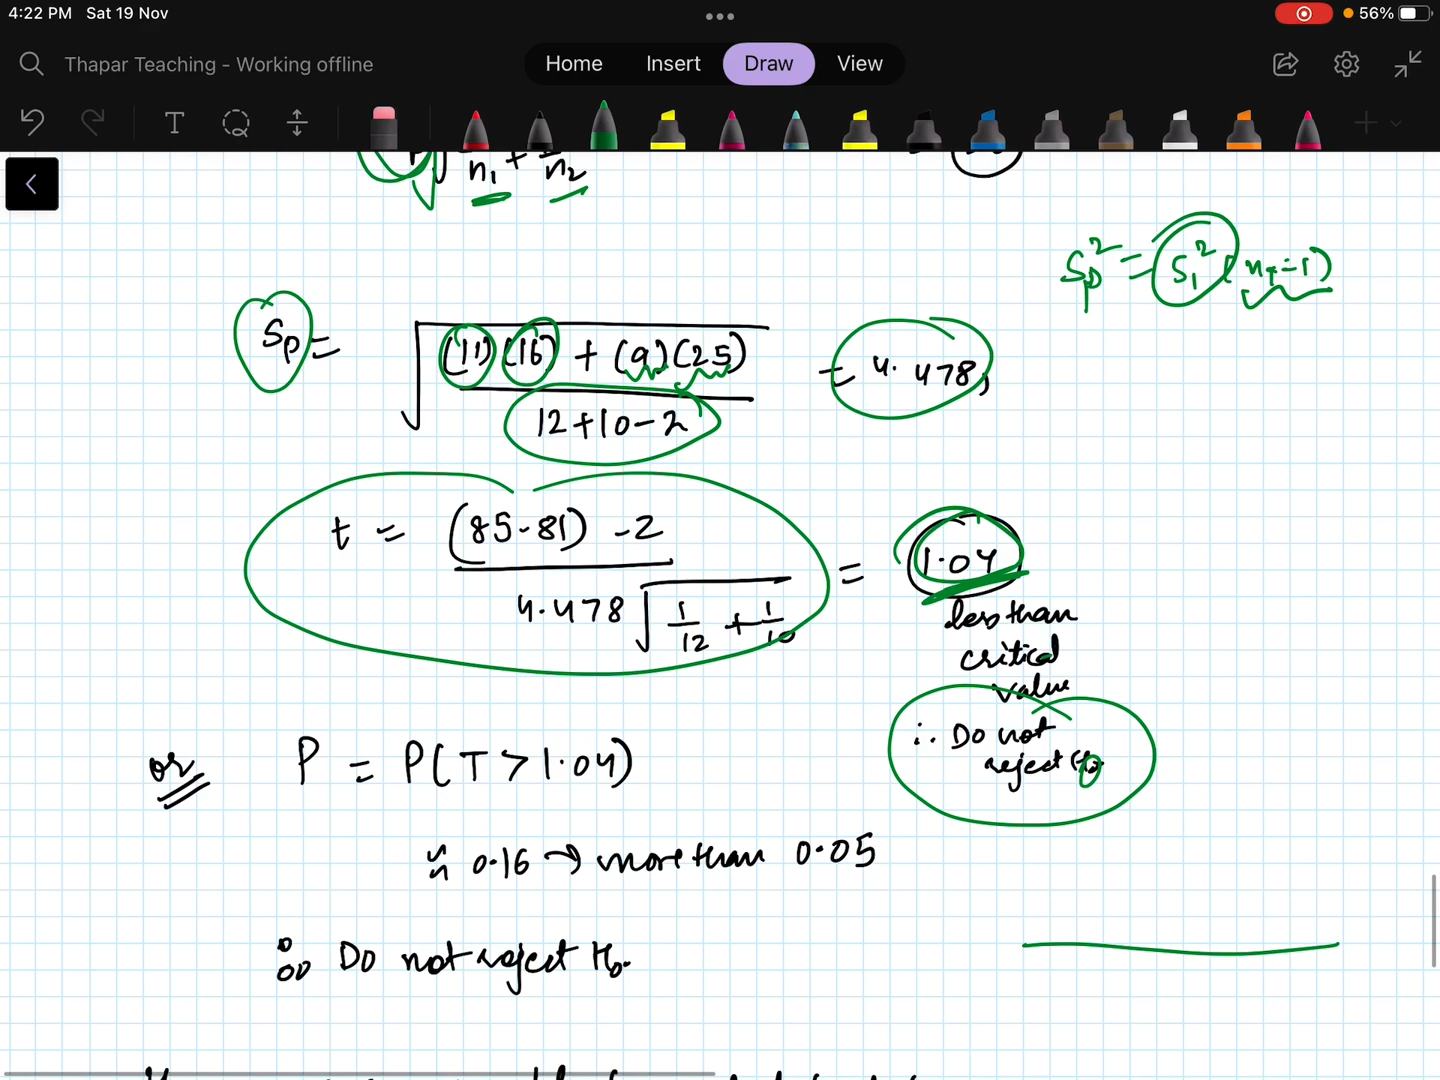 4:22 PM Sat 19 Nov
56%
Thapar Teaching - Working offline
Home Insert Draw View
T
n₁ + n₂
Sp² = S₁² (n₁-1)
Sp = √((11)(16) + (9)(25) / 12+10-2) = 4.478,
t = (85-81) - 2 / 4.478 √(1/12 + 1/10) = 1.04
less than
critical
value
∴ Do not
reject H₀
or P = P(T > 1.04)
≈ 0.16 → more than 0.05
∴ Do not reject H₀.